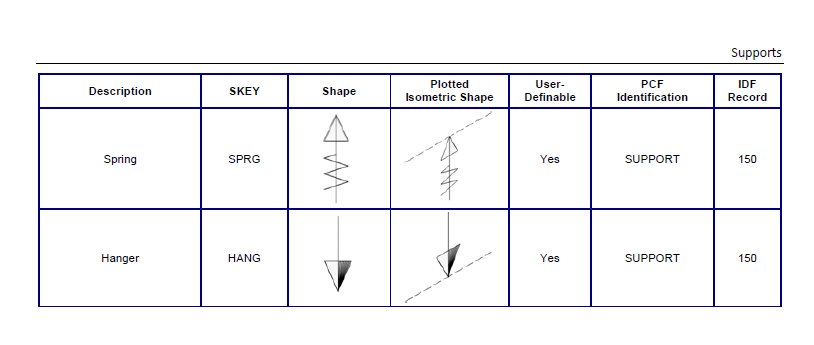 Supports
Description SKEY Shape Plotted Isometric Shape User-Definable PCF Identification IDF Record
Spring SPRG Yes SUPPORT 150
Hanger HANG Yes SUPPORT 150